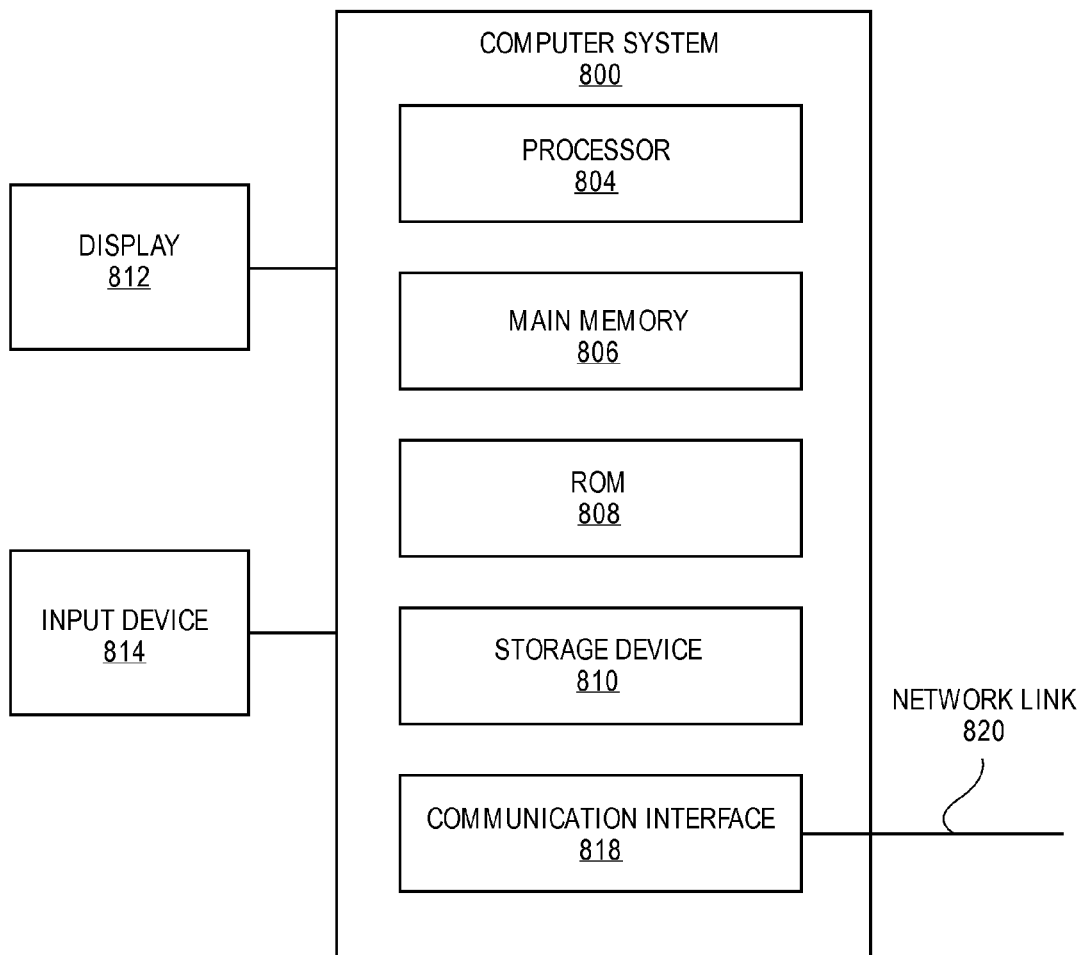 COMPUTER SYSTEM
800
PROCESSOR
804
DISPLAY
812
MAIN MEMORY
806
ROM
808
INPUT DEVICE
814
STORAGE DEVICE
810
NETWORK LINK
820
COMMUNICATION INTERFACE
818